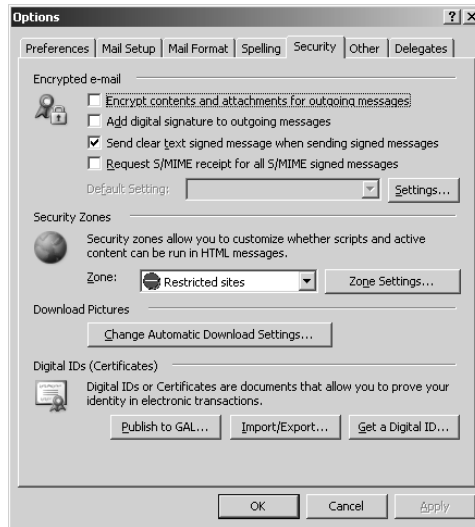 Options
Preferences Mail Setup Mail Format Spelling Security Other Delegates
Encrypted e-mail
Encrypt contents and attachments for outgoing messages
Add digital signature to outgoing messages
Send clear text signed message when sending signed messages
Request S/MIME receipt for all S/MIME signed messages
Default Setting: Settings...
Security Zones
Security zones allow you to customize whether scripts and active
content can be run in HTML messages.
Zone: Restricted sites Zone Settings...
Download Pictures
Change Automatic Download Settings...
Digital IDs (Certificates)
Digital IDs or Certificates are documents that allow you to prove your
identity in electronic transactions.
Publish to GAL... Import/Export... Get a Digital ID...
OK Cancel Apply